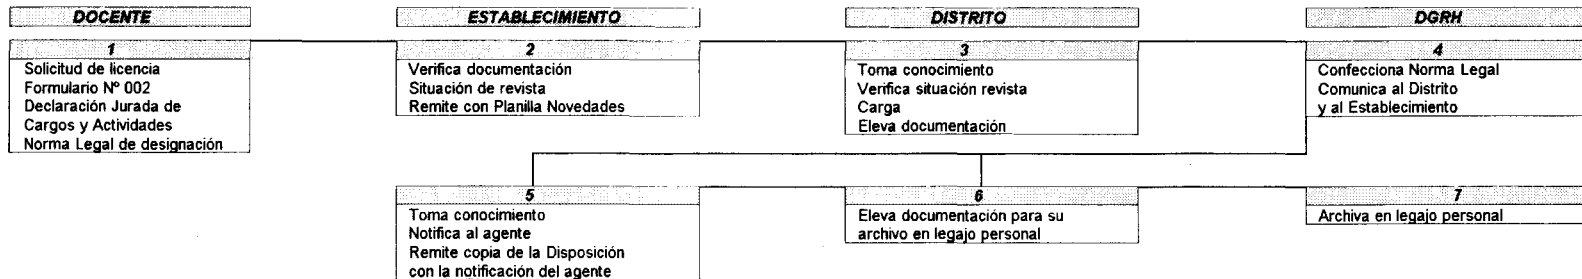 DOCENTE
ESTABLECIMIENTO
DISTRITO
DGRH
1
Solicitud de licencia
Formulario Nº 002
Declaración Jurada de
Cargos y Actividades
Norma Legal de designación
2
Verifica documentación
Situación de revista
Remite con Planilla Novedades
3
Toma conocimiento
Verifica situación revista
Carga
Eleva documentación
4
Confecciona Norma Legal
Comunica al Distrito
y al Establecimiento
5
Toma conocimiento
Notifica al agente
Remite copia de la Disposición
con la notificación del agente
6
Eleva documentación para su
archivo en legajo personal
7
Archiva en legajo personal